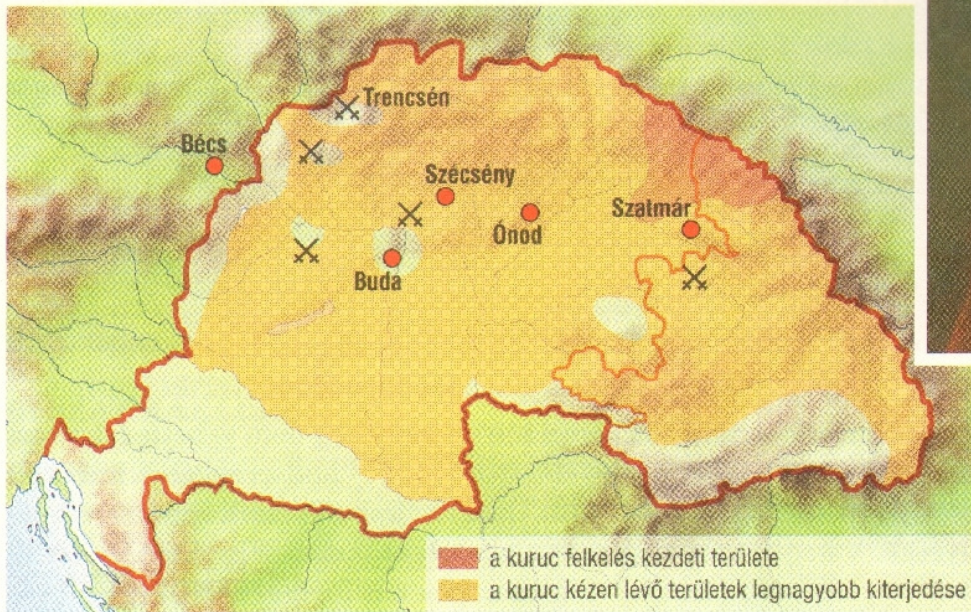 Trencsén
Bécs
Szécsény
Szatmár
Ónod
Buda
a kuruc felkelés kezdeti területe
a kuruc kézen lévő területek legnagyobb kiterjedése